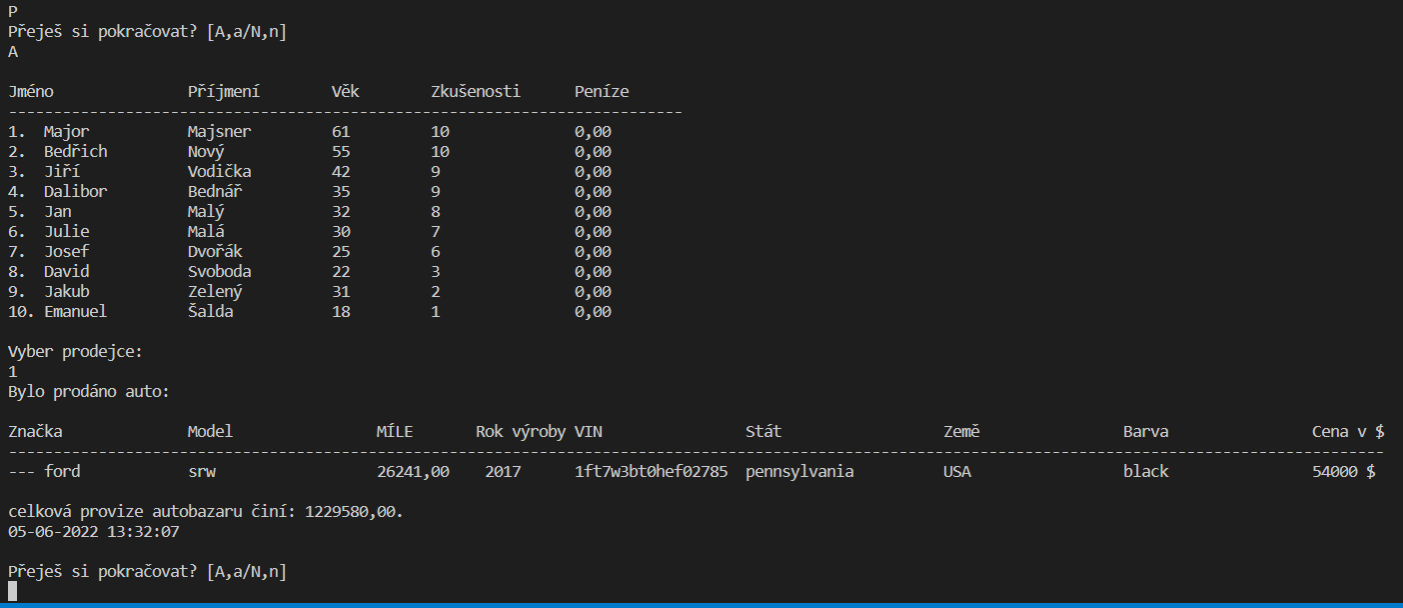 P
Přeješ si pokračovat? [A,a/N,n]
A
Jméno Příjmení Věk Zkušenosti Peníze
---------------------------------------------------------------------------
1. Major Majsner 61 10 0,00
2. Bedřich Nový 55 10 0,00
3. Jiří Vodička 42 9 0,00
4. Dalibor Bednář 35 9 0,00
5. Jan Malý 32 8 0,00
6. Julie Malá 30 7 0,00
7. Josef Dvořák 25 6 0,00
8. David Svoboda 22 3 0,00
9. Jakub Zelený 31 2 0,00
10. Emanuel Šalda 18 1 0,00
Vyber prodejce:
1
Bylo prodáno auto:
Značka Model MÍLE Rok výroby VIN Stát Země Barva Cena v $
---------------------------------------------------------------------------------------------------------------------------------------------------------
--- ford srw 26241,00 2017 1ft7w3bt0hef02785 pennsylvania USA black 54000 $
celková provize autobazaru činí: 1229580,00.
05-06-2022 13:32:07
Přeješ si pokračovat? [A,a/N,n]